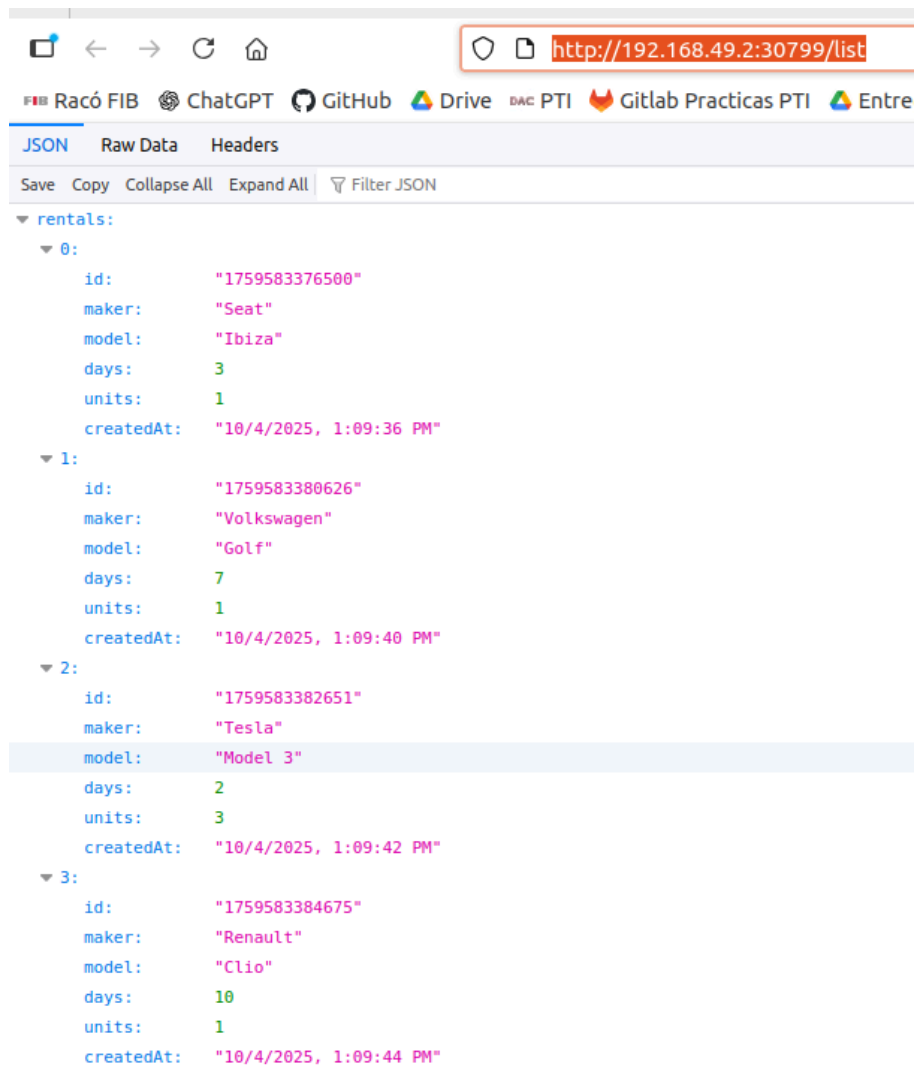 http://192.168.49.2:30799/list
FIB Racó FIB ChatGPT GitHub Drive DAC PTI Gitlab Practicas PTI Entre
JSON Raw Data Headers
Save Copy Collapse All Expand All Filter JSON
rentals:
0:
id: "1759583376500"
maker: "Seat"
model: "Ibiza"
days: 3
units: 1
createdAt: "10/4/2025, 1:09:36 PM"
1:
id: "1759583380626"
maker: "Volkswagen"
model: "Golf"
days: 7
units: 1
createdAt: "10/4/2025, 1:09:40 PM"
2:
id: "1759583382651"
maker: "Tesla"
model: "Model 3"
days: 2
units: 3
createdAt: "10/4/2025, 1:09:42 PM"
3:
id: "1759583384675"
maker: "Renault"
model: "Clio"
days: 10
units: 1
createdAt: "10/4/2025, 1:09:44 PM"